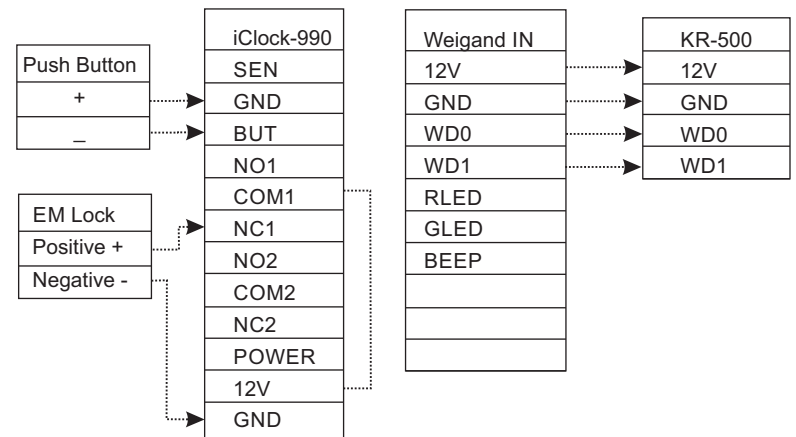 Push Button
+
_
EM Lock
Positive +
Negative -
iClock-990
SEN
GND
BUT
NO1
COM1
NC1
NO2
COM2
NC2
POWER
12V
GND
Weigand IN
12V
GND
WD0
WD1
RLED
GLED
BEEP
KR-500
12V
GND
WD0
WD1